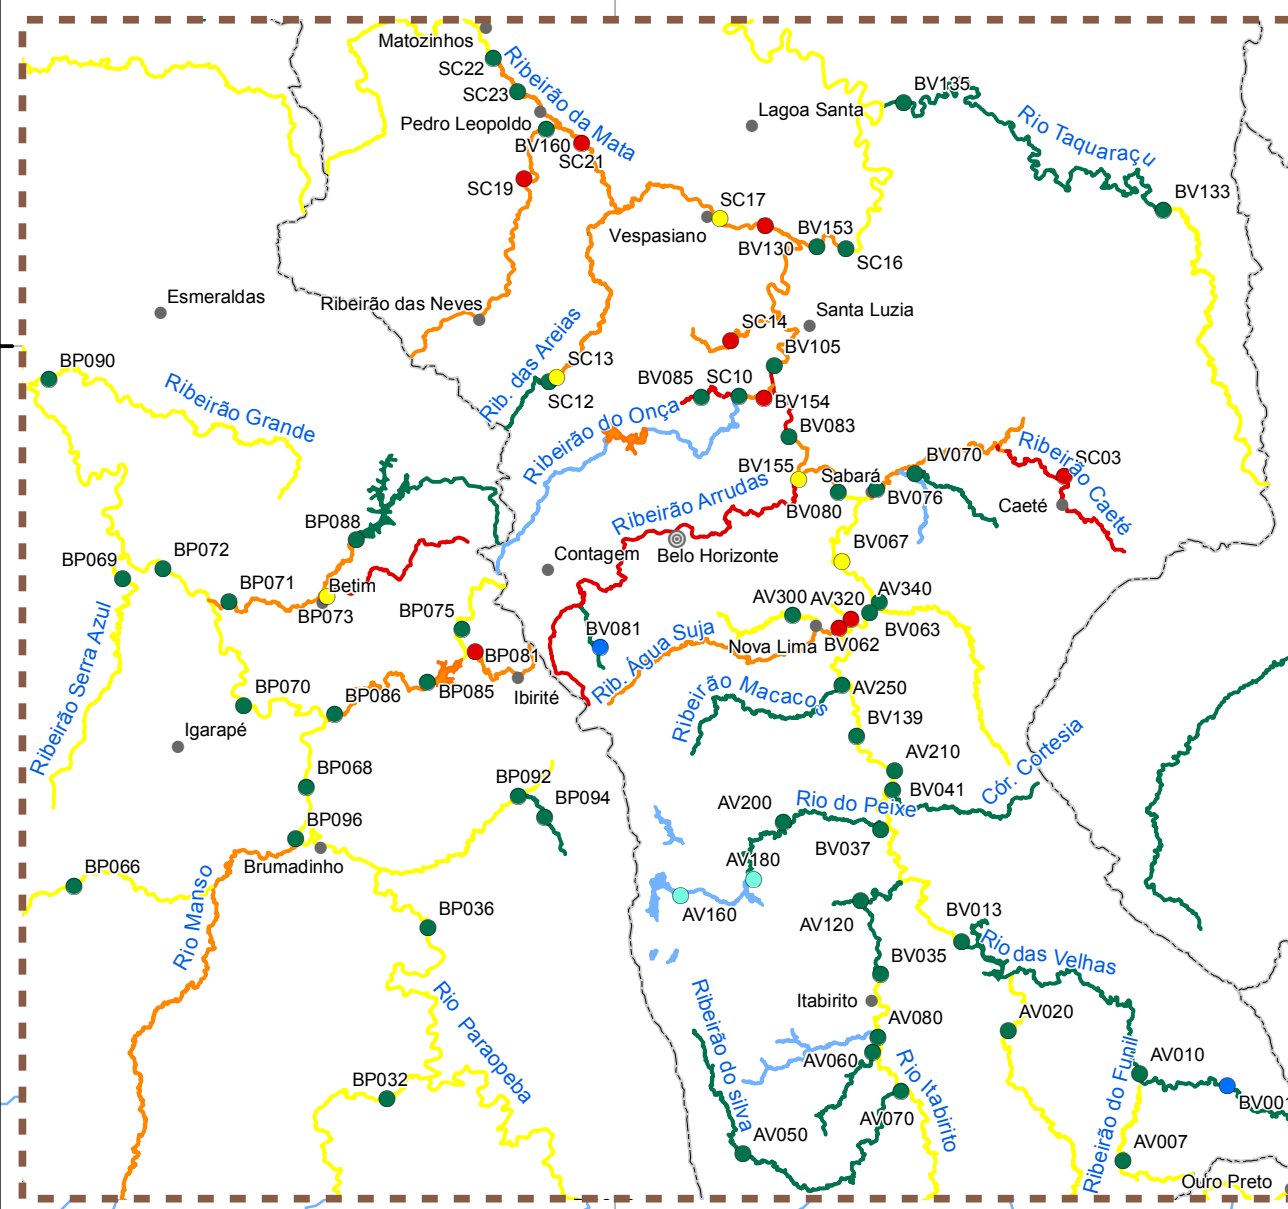 Matozinhos
SC22
Ribeirão da Mata
SC23
BV135
Lagoa Santa
Pedro Leopoldo
Rio Taquaraçu
BV160
SC21
SC19
BV133
SC17
Vespasiano
BV153
BV130
SC16
Esmeraldas
Ribeirão das Neves
Santa Luzia
SC14
BP090
SC13
BV105
Rib. das Areias
SC12
BV085
SC10
Ribeirão Grande
BV154
Ribeirão do Onça
BV083
Ribeirão Caeté
BV070
SC03
BV155
Sabará
BV076
Ribeirão Arrudas
BV080
Caeté
BP088
BP072
Contagem
Belo Horizonte
BV067
BP069
BP071
Betim
BP073
BP075
AV300
AV320
AV340
BV063
BV081
Rib. Água Suja
Nova Lima
BV062
BP081
Ribeirão Serra Azul
BP070
BP086
BP085
Ibirité
Ribeirão Macacos
AV250
Igarapé
BV139
AV210
Cór. Cortesia
BP068
BP092
BP094
BV041
AV200
Rio do Peixe
BP096
BV037
Brumadinho
BP066
AV180
Rio Manso
AV160
AV120
BV013
BP036
Rio das Velhas
BV035
Rio Paraopeba
Ribeirão do silva
Itabirito
AV080
AV020
AV060
Rio Itabirito
Ribeirão do Funil
AV010
BP032
BV001
AV070
AV050
AV007
Ouro Preto